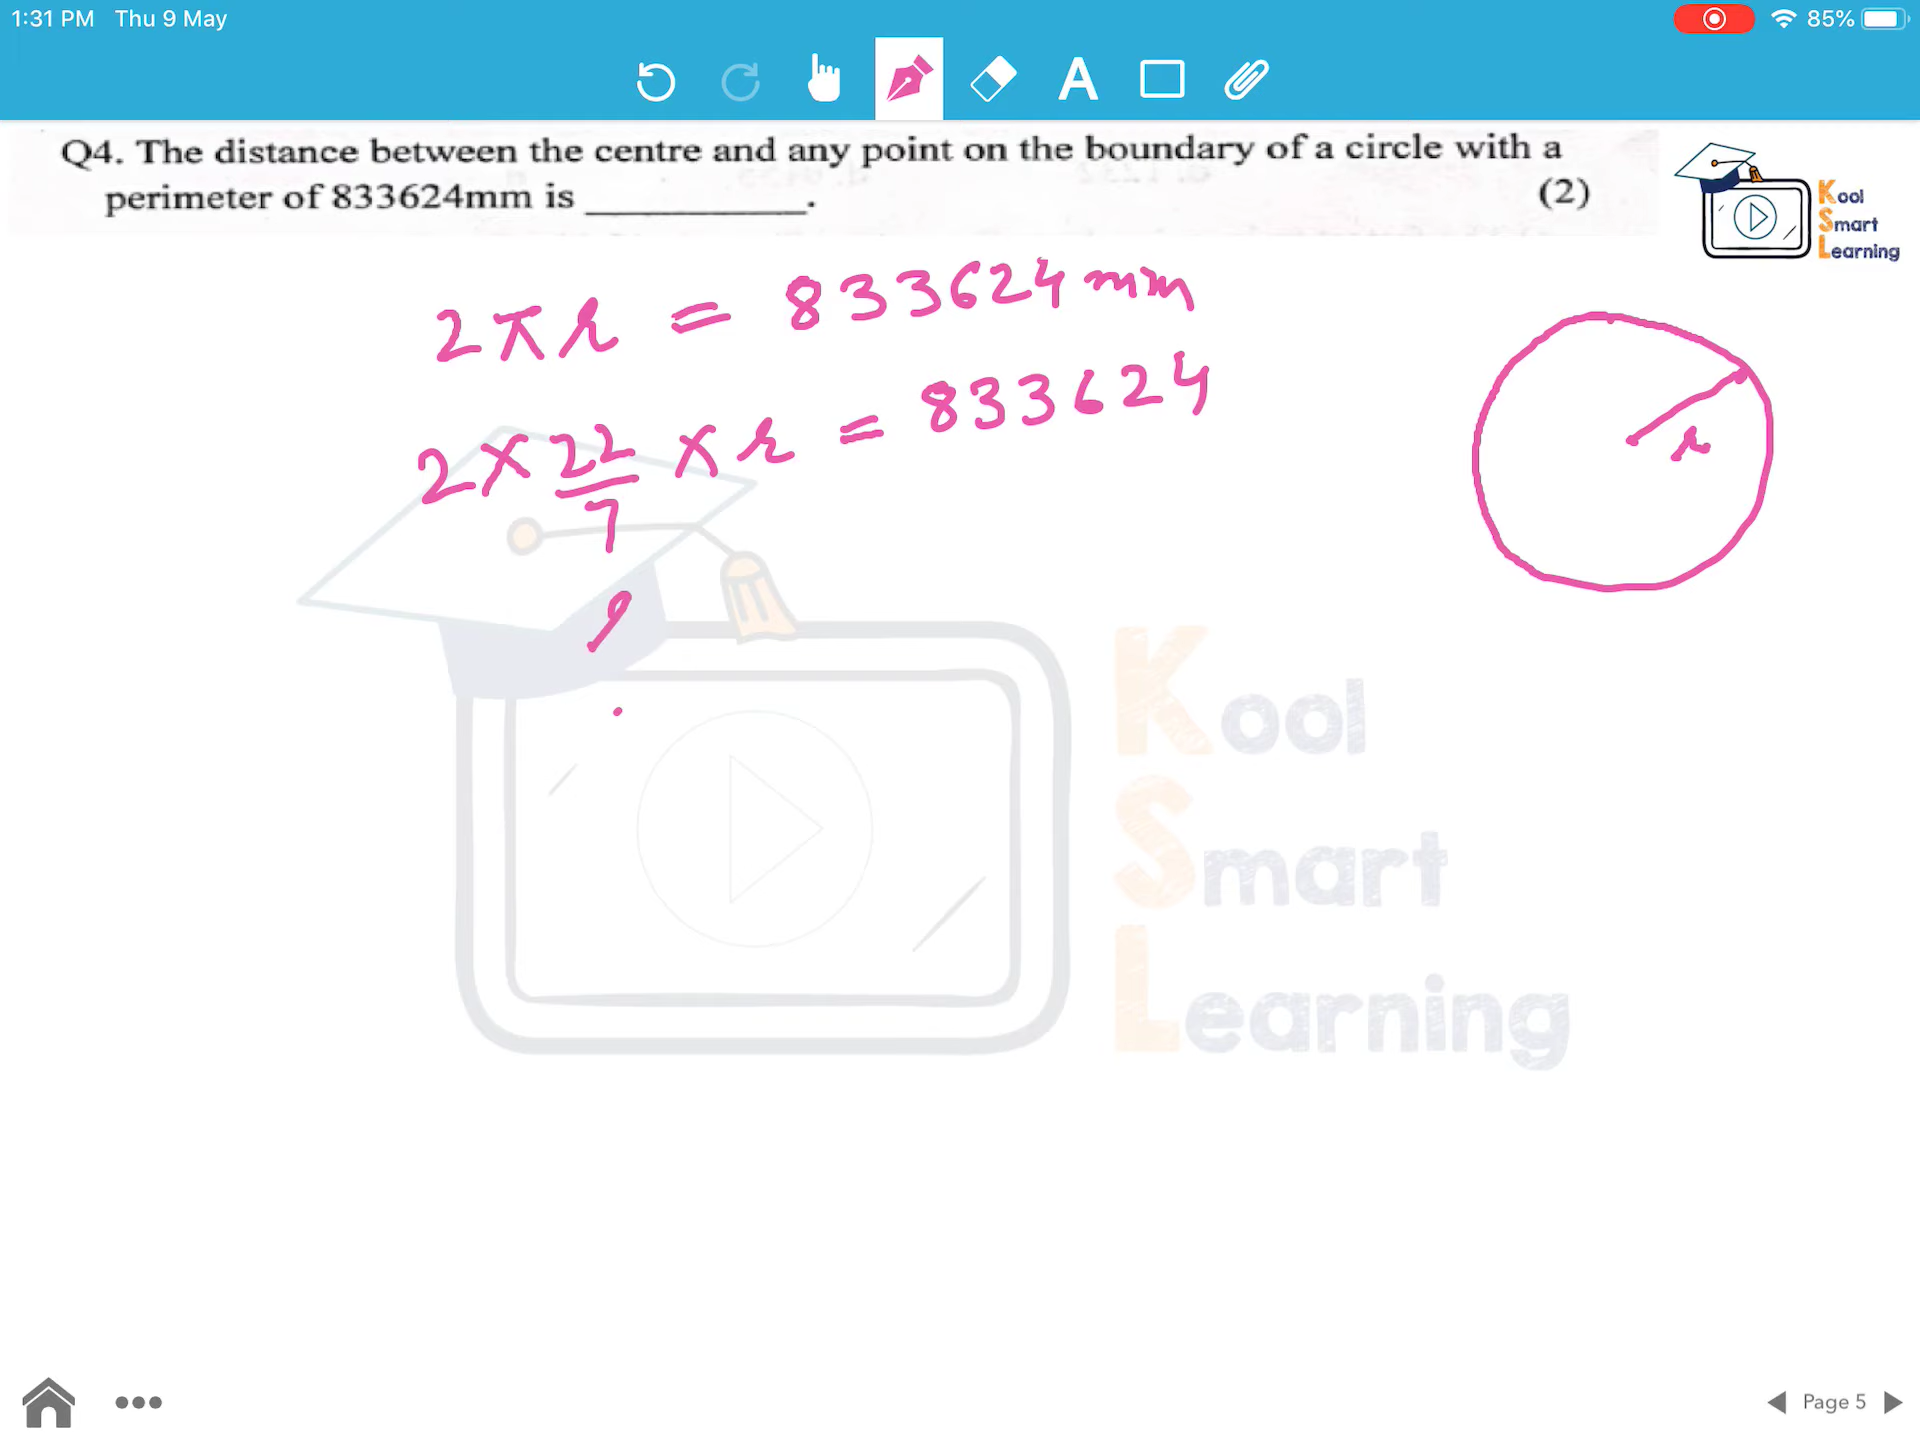 1:31 PM Thu 9 May
85%
A
Q4. The distance between the centre and any point on the boundary of a circle with a
perimeter of 833624mm is __________.
(2)
Kool
Smart
Learning
2πr = 833624 mm
2 × 22/7 × r = 833624
r
Kool
Smart
Learning
Page 5